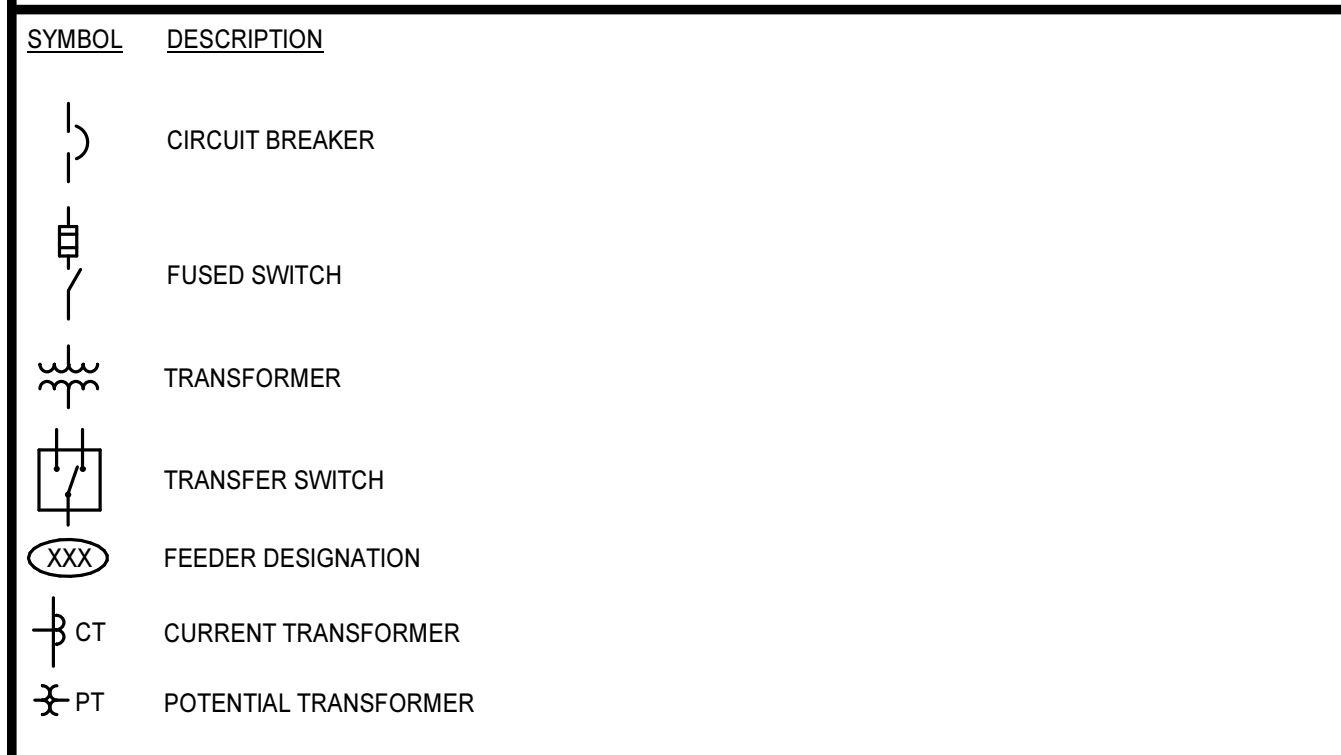 SYMBOL DESCRIPTION
CIRCUIT BREAKER
FUSED SWITCH
TRANSFORMER
TRANSFER SWITCH
XXX FEEDER DESIGNATION
CT CURRENT TRANSFORMER
PT POTENTIAL TRANSFORMER